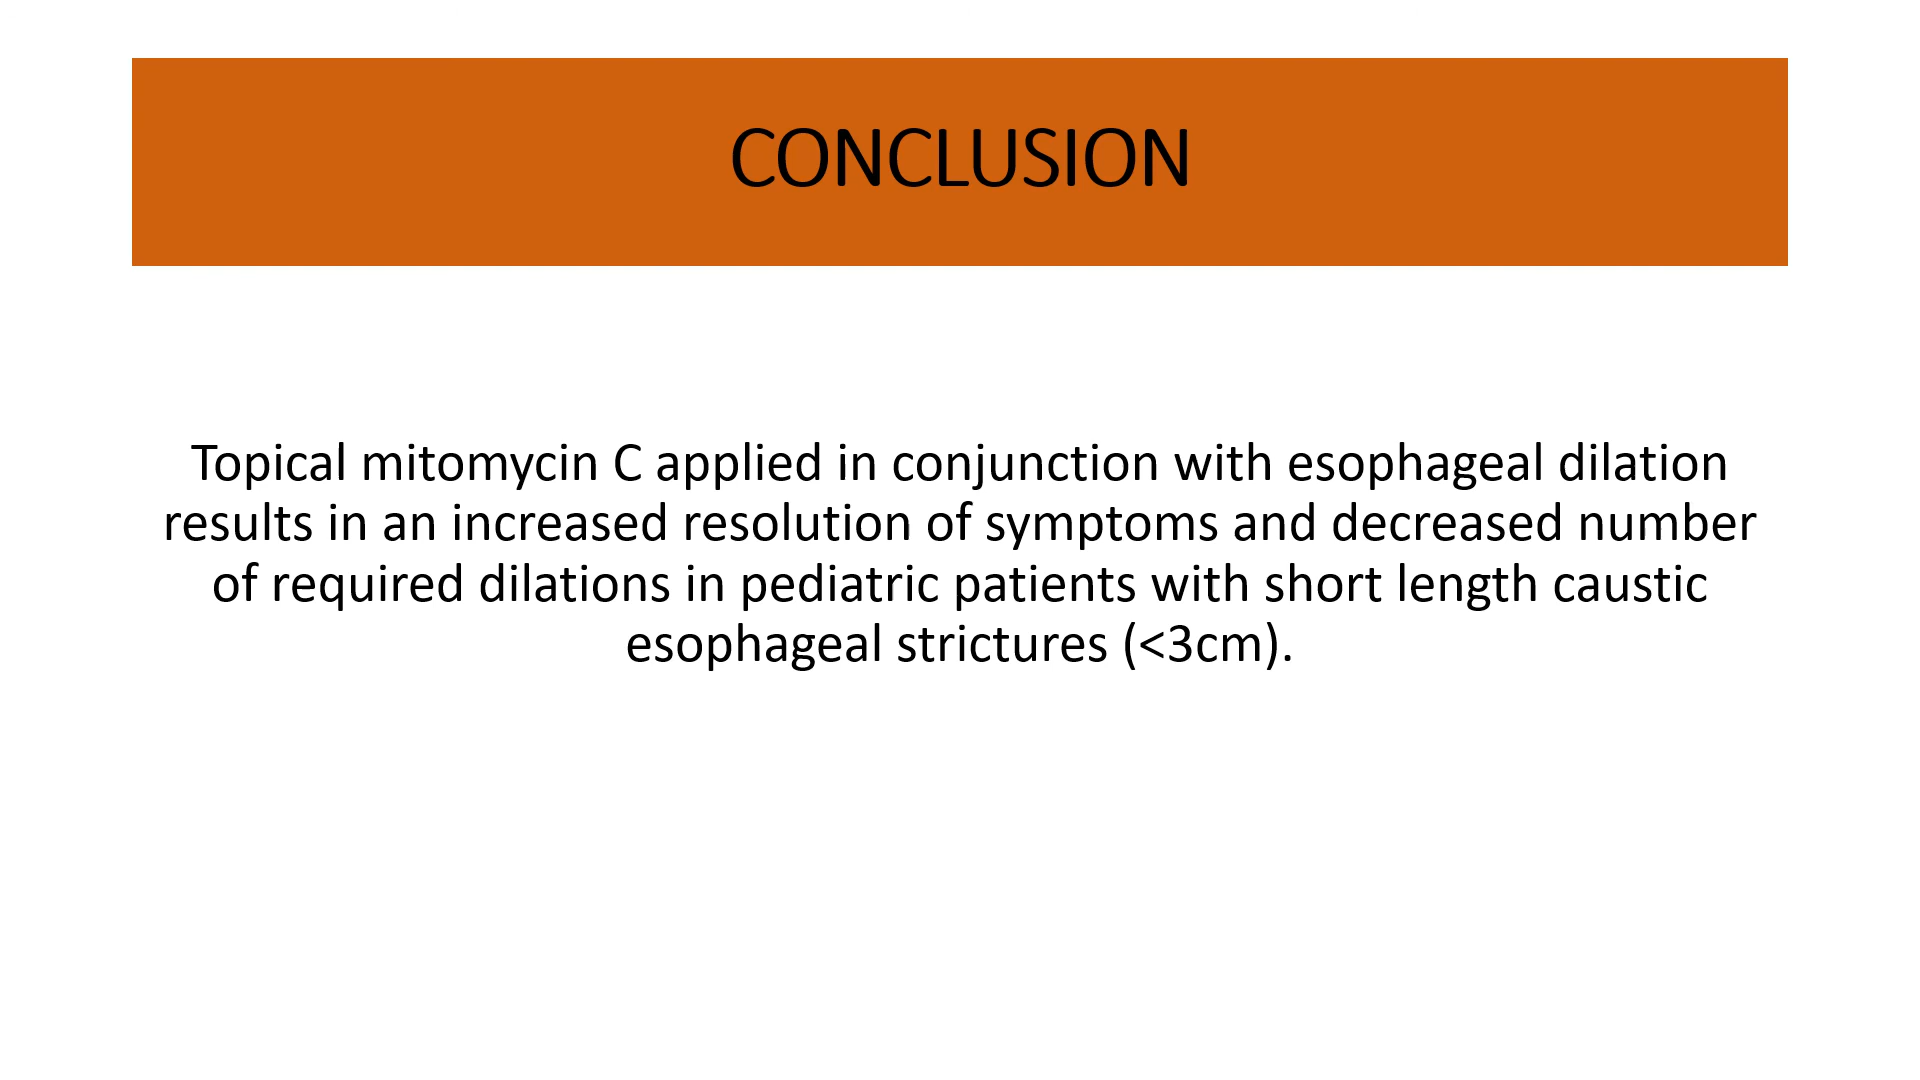 CONCLUSION
Topical mitomycin C applied in conjunction with esophageal dilation
results in an increased resolution of symptoms and decreased number
of required dilations in pediatric patients with short length caustic
esophageal strictures (<3cm).